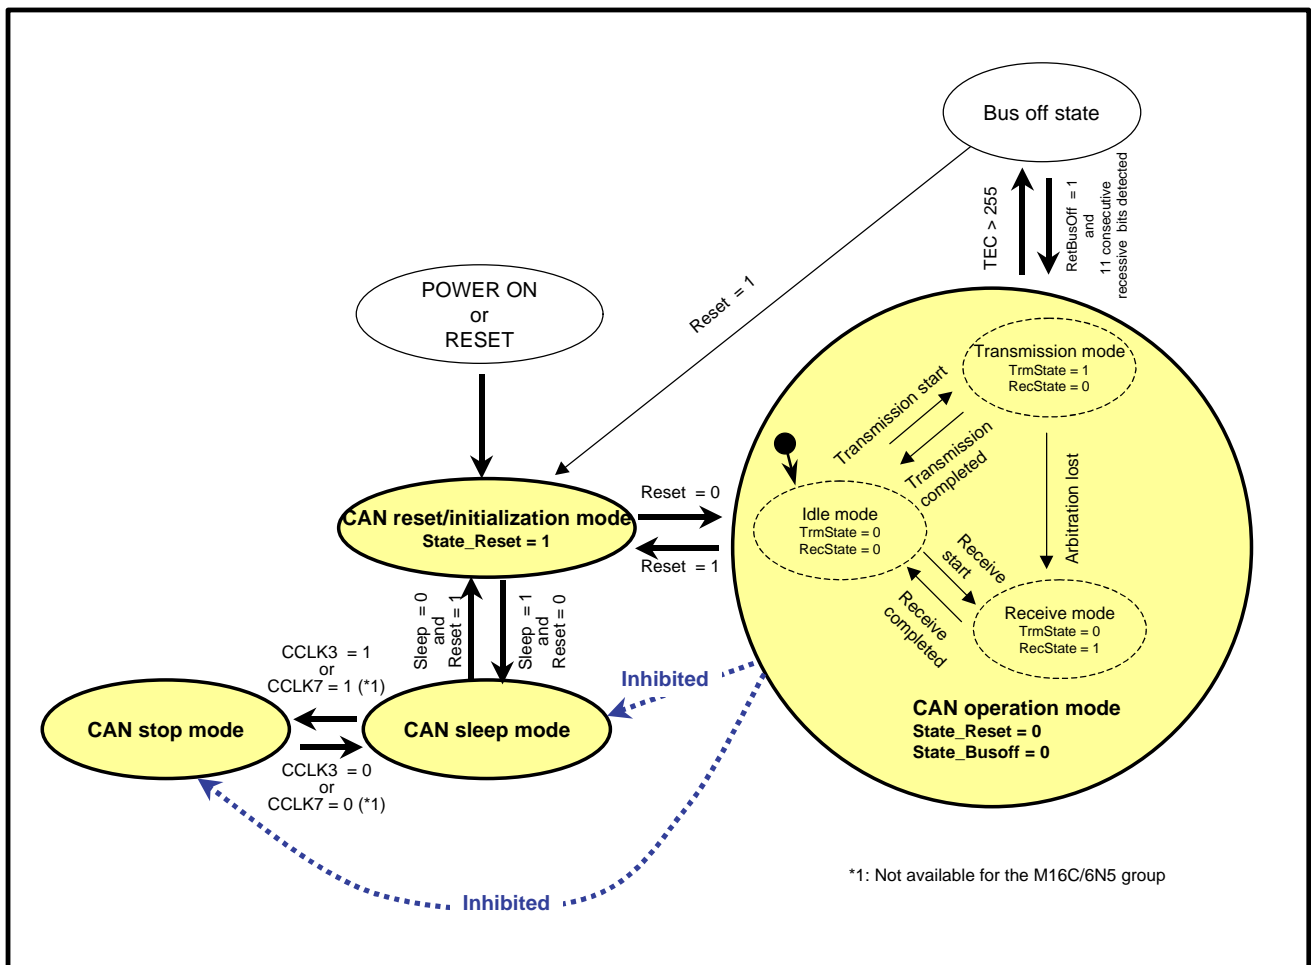 Bus off state
TEC > 255
RetBusOff = 1
and
11 consecutive
recessive bits detected
Reset = 1
POWER ON
or
RESET
Transmission mode
TrmState = 1
RecState = 0
Transmission start
Transmission
completed
Arbitration lost
Idle mode
TrmState = 0
RecState = 0
Receive
start
Receive
completed
Receive mode
TrmState = 0
RecState = 1
CAN operation mode
State_Reset = 0
State_Busoff = 0
CAN reset/initialization mode
State_Reset = 1
Reset = 0
Reset = 1
Sleep = 0
and
Reset = 1
Sleep = 1
and
Reset = 0
CCLK3 = 1
or
CCLK7 = 1 (*1)
CAN stop mode
CAN sleep mode
CCLK3 = 0
or
CCLK7 = 0 (*1)
Inhibited
Inhibited
*1: Not available for the M16C/6N5 group